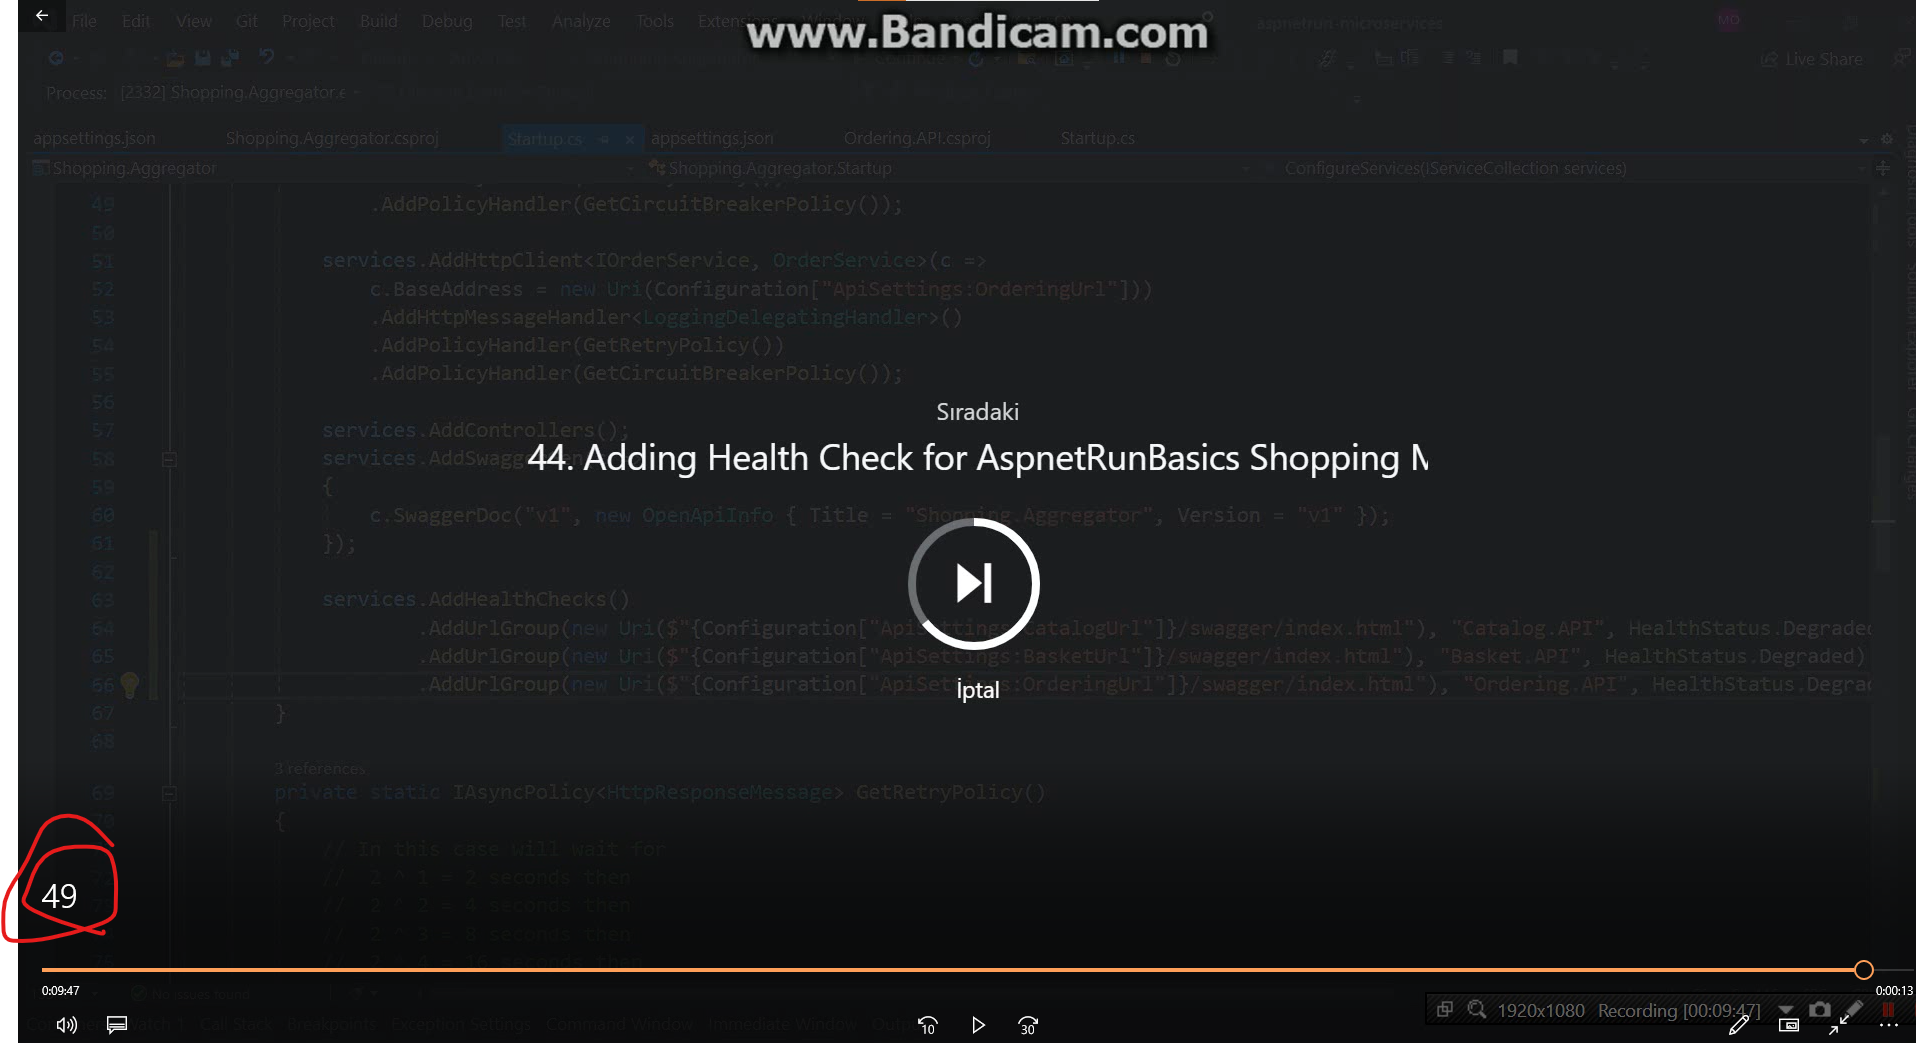 File Edit View Git Project Build Debug Test Analyze Tools Extensions Window
aspnetrun-microservices
MO
www.Bandicam.com
Live Share
Process: [2332] Shopping.Aggregator.e
appsettings.json Shopping.Aggregator.csproj Startup.cs appsettings.json Ordering.API.csproj Startup.cs
Shopping.Aggregator Shopping.Aggregator.Startup ConfigureServices(IServiceCollection services)
49 .AddPolicyHandler(GetCircuitBreakerPolicy());
50
51 services.AddHttpClient<IOrderService, OrderService>(c =>
52 c.BaseAddress = new Uri(Configuration["ApiSettings:OrderingUrl"]))
53 .AddHttpMessageHandler<LoggingDelegatingHandler>()
54 .AddPolicyHandler(GetRetryPolicy())
55 .AddPolicyHandler(GetCircuitBreakerPolicy());
56
Sıradaki
57 services.AddControllers();
44. Adding Health Check for AspnetRunBasics Shopping M
58 services.AddSwagge
59 {
60 c.SwaggerDoc("v1", new OpenApiInfo { Title = "Shopping.Aggregator", Version = "v1" });
61 });
62
63 services.AddHealthChecks()
64 .AddUrlGroup(new Uri($"{Configuration["ApiSettings:CatalogUrl"]}/swagger/index.html"), "Catalog.API", HealthStatus.Degraded
65 .AddUrlGroup(new Uri($"{Configuration["ApiSettings:BasketUrl"]}/swagger/index.html"), "Basket.API", HealthStatus.Degraded)
66 .AddUrlGroup(new Uri($"{Configuration["ApiSettings:OrderingUrl"]}/swagger/index.html"), "Ordering.API", HealthStatus.Degrad
İptal
67 }
68
3 references
69 private static IAsyncPolicy<HttpResponseMessage> GetRetryPolicy()
70 {
// In this case will wait for
// 2 ^ 1 = 2 seconds then
49
// 2 ^ 2 = 4 seconds then
// 2 ^ 3 = 8 seconds then
// 2 ^ 4 = 16 seconds then
0:09:47 0:00:13
No issues found
1920x1080 Recording [00:09:47]
Call Stack Breakpoints Exception Settings Command Window Immediate Window Outp
10 30